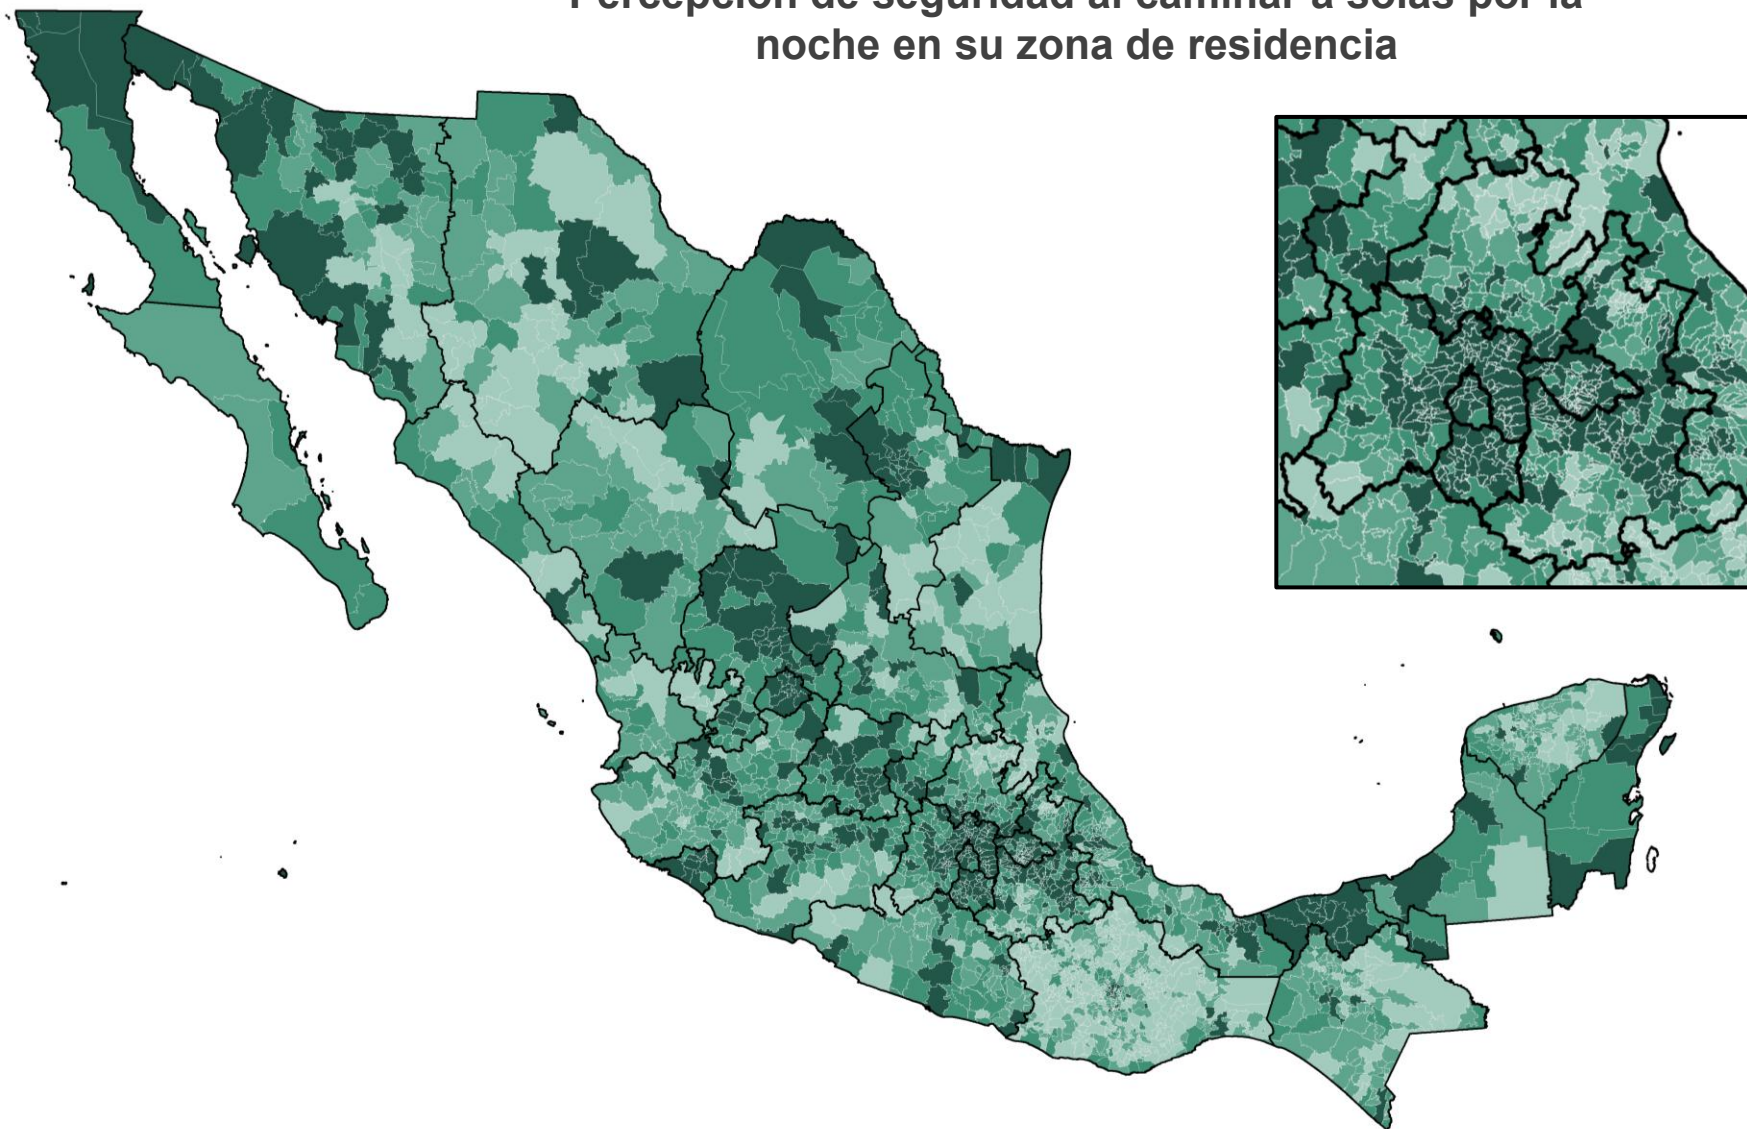 Percepción de seguridad al caminar a solas por la
noche en su zona de residencia